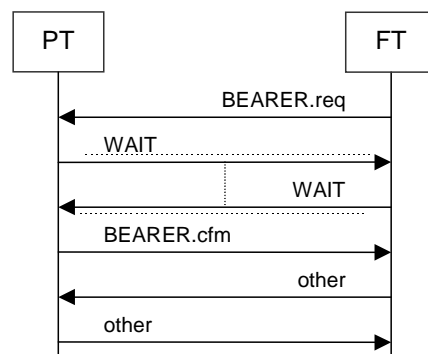 PT FT
BEARER.req
WAIT
WAIT
BEARER.cfm
other
other